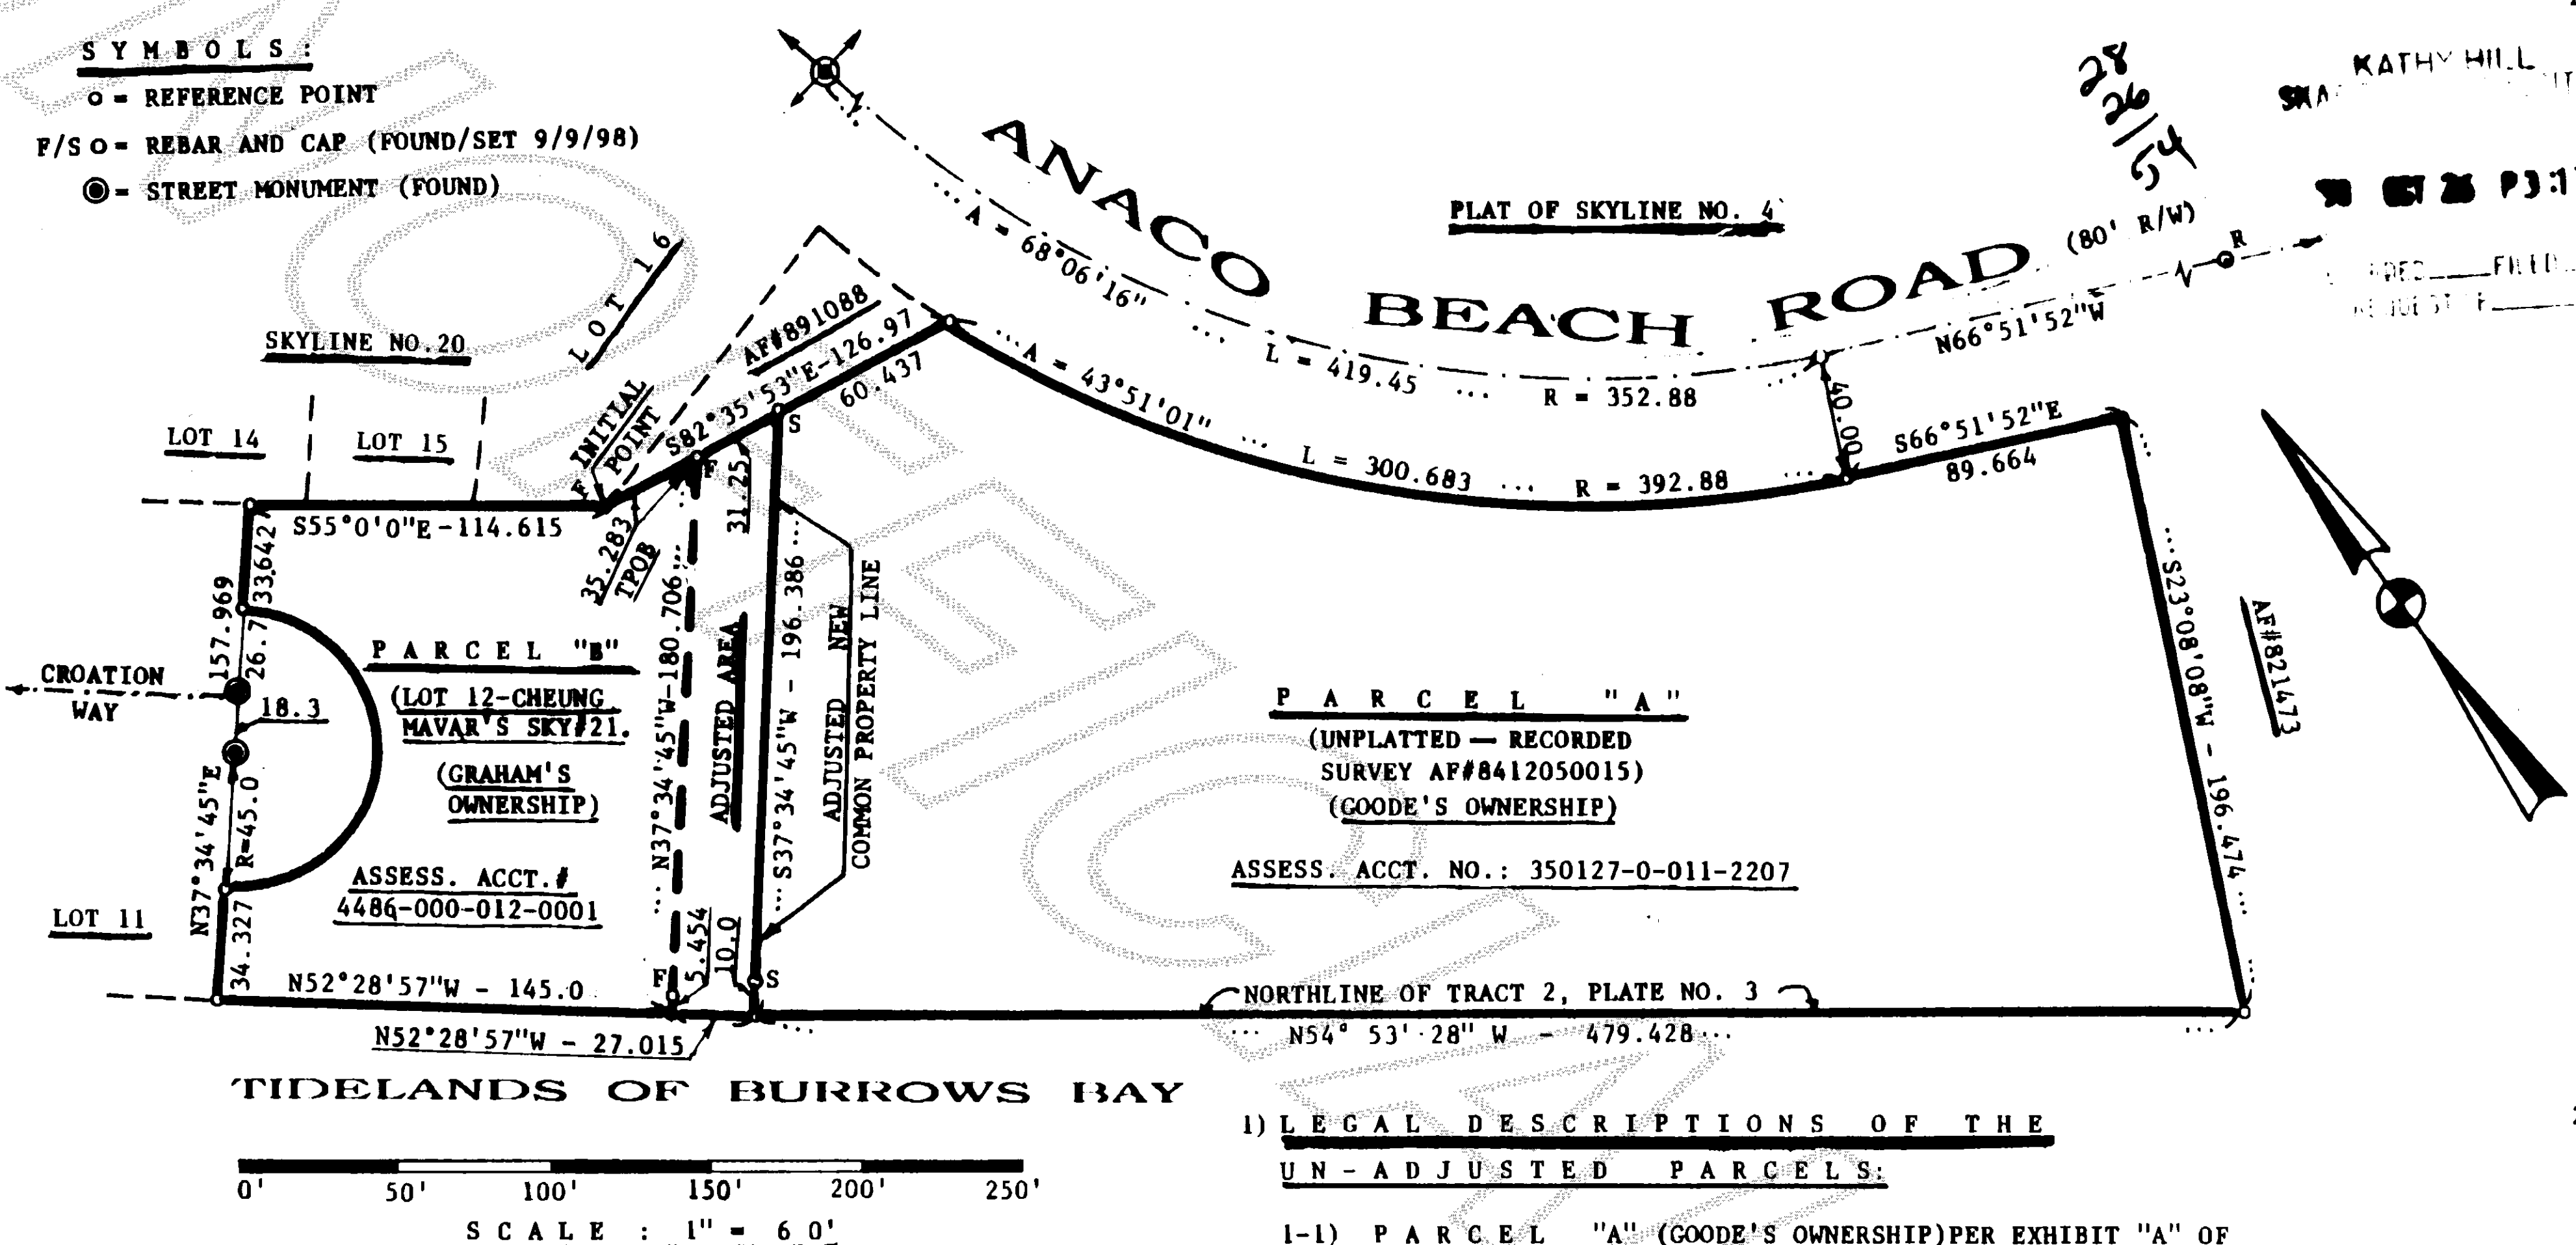 SYMBOLS:
o = REFERENCE POINT
F/S O = REBAR AND CAP (FOUND/SET 9/9/98)
= STREET MONUMENT (FOUND)
28
26/54
KATHY HILL
P3:1
FILED
ANACO BEACH ROAD (80' R/W)
PLAT OF SKYLINE NO. 4
...A = 68°06'16" ... L = 419.45 ... R = 352.88 ...
R
N66°51'52"W
40.00
...A = 43°51'01" ... L = 300.683 ... R = 392.88 ...
S66°51'52"E
89.664
LOT 16
AF#891088
S82°35'53"E-126.97
60.437
SKYLINE NO.20
LOT 14
LOT 15
INITIAL
POINT
F
F
S
S55°0'0"E-114.615
35.283
TPOB
31.25
157.969
33.642
26.7
CROATION
WAY
18.3
N37°34'45"E
R=45.0
34.327
LOT 11
PARCEL "B"
(LOT 12-CHEUNG
MAVAR'S SKY#21.
(GRAHAM'S
OWNERSHIP)
ASSESS. ACCT.#
4486-000-012-0001
... N37°34'45"W-180.706...
ADJUSTED AREA
...S37°34'45"W - 196.386...
ADJUSTED NEW
COMMON PROPERTY LINE
F
5.454
10.0
S
N52°28'57"W - 145.0
N52°28'57"W - 27.015
PARCEL "A"
(UNPLATTED — RECORDED
SURVEY AF#8412050015)
(GOODE'S OWNERSHIP)
ASSESS. ACCT. NO.: 350127-0-011-2207
...S23°08'08"W - 196.474...
AF#821473
NORTHLINE OF TRACT 2, PLATE NO. 3
... N54° 53' 28" W - 479.428...
TIDELANDS OF BURROWS BAY
0' 50' 100' 150' 200' 250'
SCALE : 1" = 60'
1) LEGAL DESCRIPTIONS OF THE
UN-ADJUSTED PARCELS:
1-1) PARCEL "A" (GOODE'S OWNERSHIP)PER EXHIBIT "A" OF